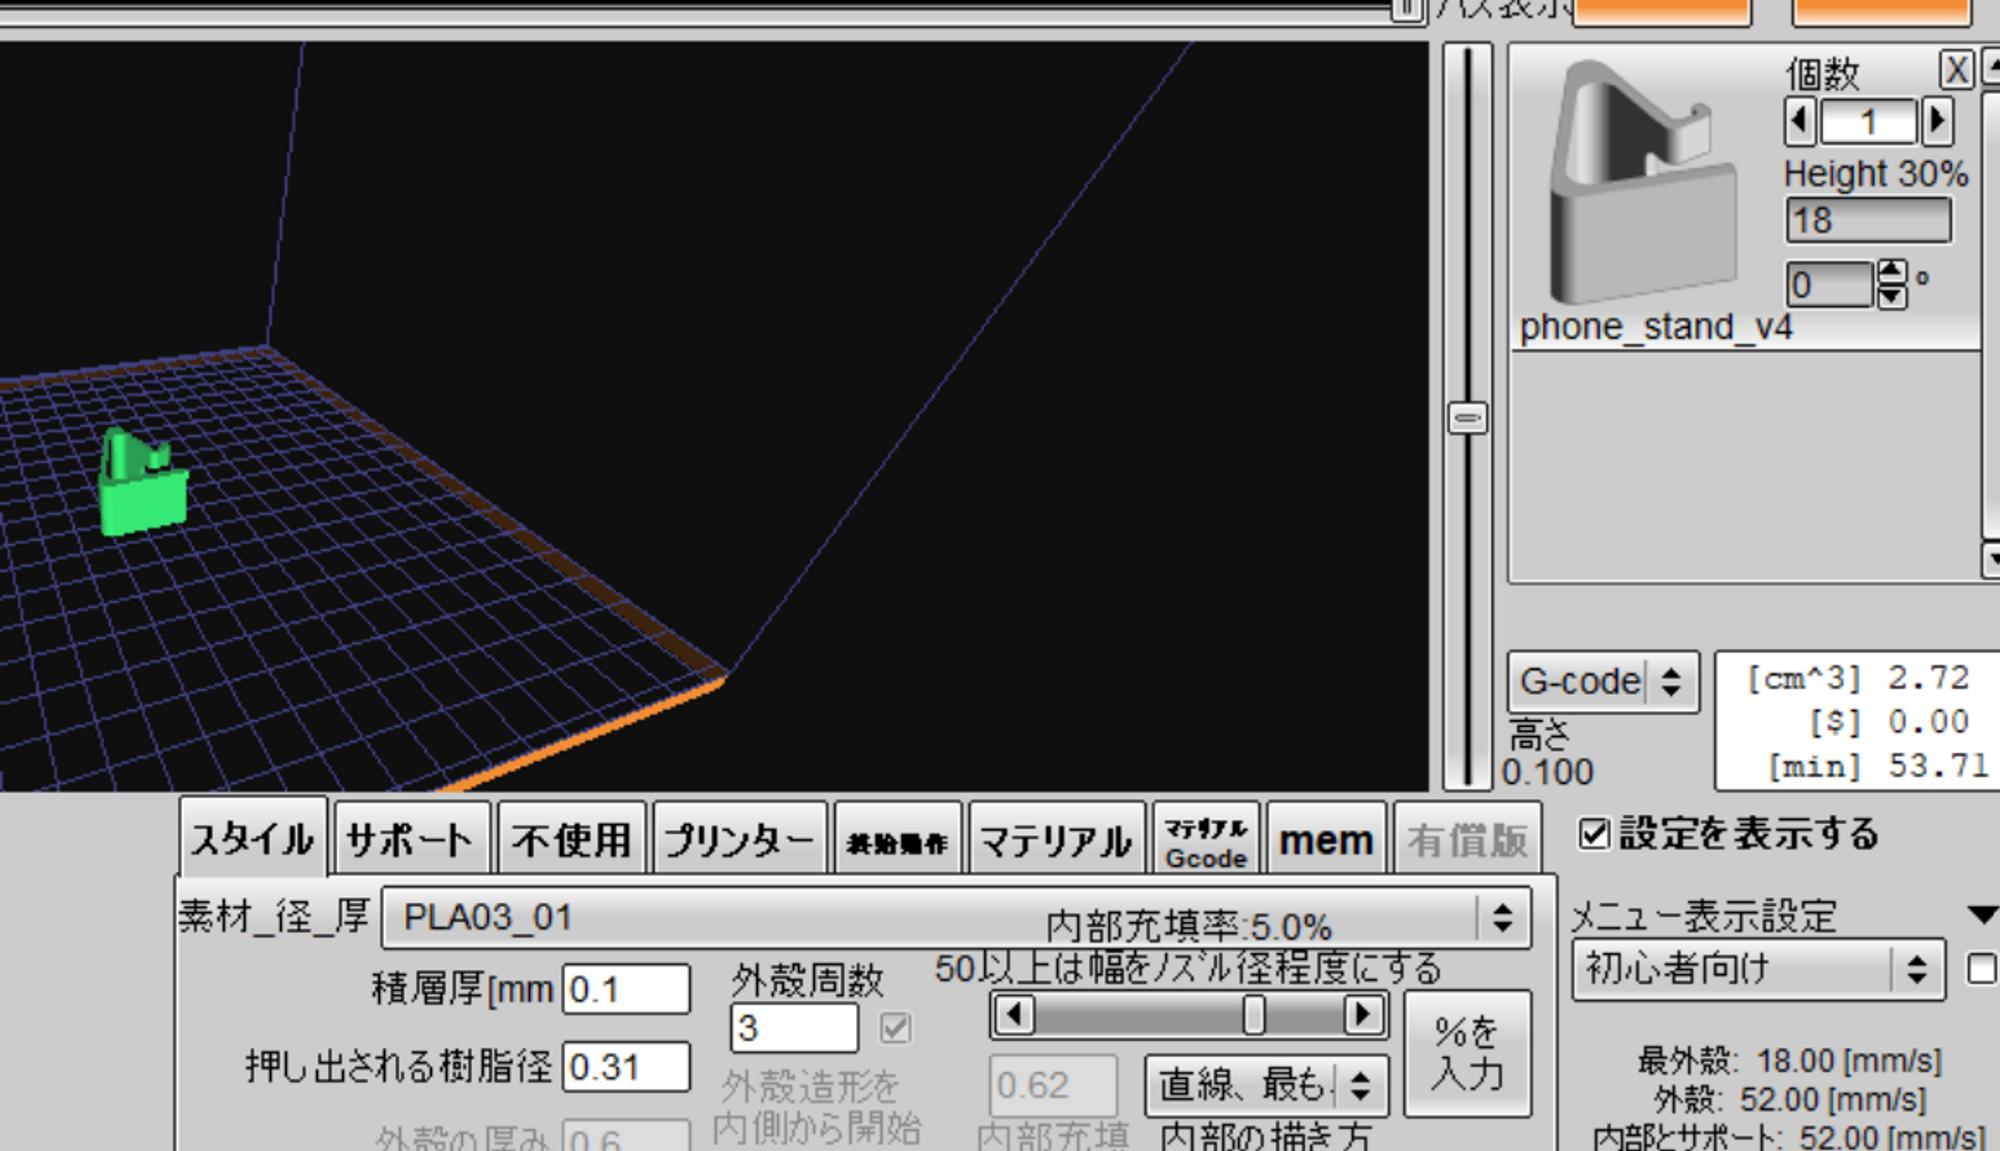 パス表示
個数
X
1
Height 30%
18
0 °
phone_stand_v4
G-code
高さ
0.100
[cm^3] 2.72
[$] 0.00
[min] 53.71
スタイル サポート 不使用 プリンター 終始動作 マテリアル マテリアル Gcode mem 有償版
設定を表示する
素材_径_厚 PLA03_01 内部充填率:5.0%
メニュー表示設定
初心者向け
積層厚[mm 0.1
外殻周数
3
50以上は幅をノズル径程度にする
%を
入力
押し出される樹脂径 0.31
外殻造形を
内側から開始
0.62
直線、最も
外殻の厚み 0.6
内部充填
内部の描き方
最外殻: 18.00 [mm/s]
外殻: 52.00 [mm/s]
内部とサポート: 52.00 [mm/s]